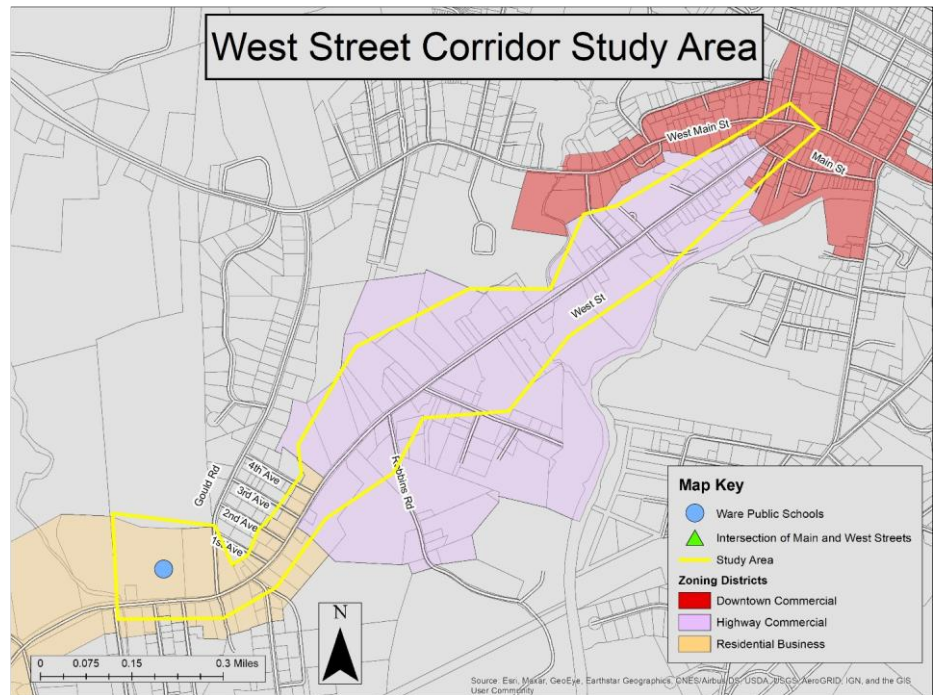 West Street Corridor Study Area
West Main St
Main St
West St
Robbins Rd
Gould Rd
4th Ave
3rd Ave
2nd Ave
1st Ave
Map Key
Ware Public Schools
Intersection of Main and West Streets
Study Area
Zoning Districts
Downtown Commercial
Highway Commercial
Residential Business
N
0 0.075 0.15 0.3 Miles
Source: Esri, Maxar, GeoEye, Earthstar Geographics, CNES/Airbus DS, USDA, USGS, AeroGRID, IGN, and the GIS
User Community